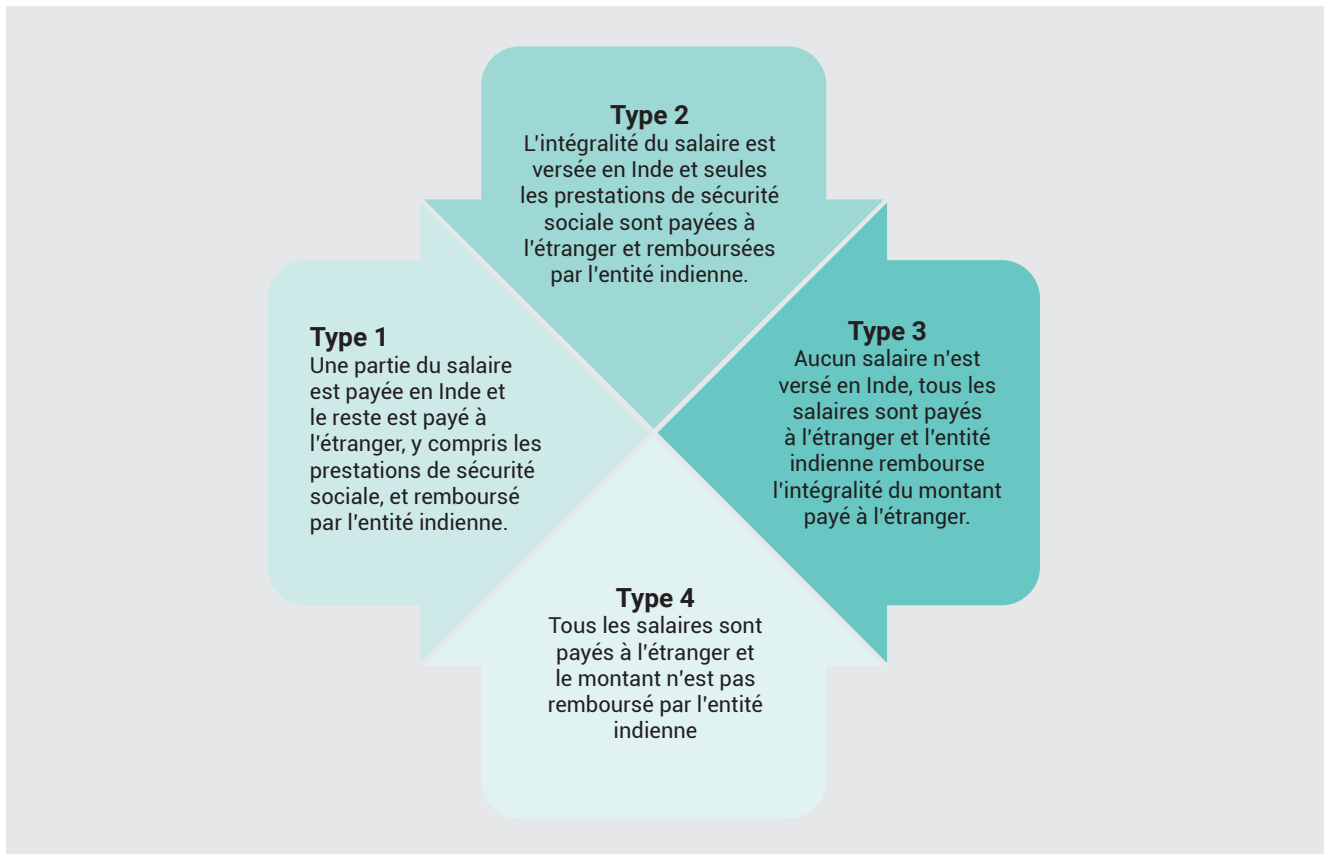 Type 2
L'intégralité du salaire est
versée en Inde et seules
les prestations de sécurité
sociale sont payées à
l'étranger et remboursées
par l'entité indienne.
Type 1
Une partie du salaire
est payée en Inde et
le reste est payé à
l'étranger, y compris les
prestations de sécurité
sociale, et remboursé
par l'entité indienne.
Type 3
Aucun salaire n'est
versé en Inde, tous les
salaires sont payés
à l'étranger et l'entité
indienne rembourse
l'intégralité du montant
payé à l'étranger.
Type 4
Tous les salaires sont
payés à l'étranger et
le montant n'est pas
remboursé par l'entité
indienne